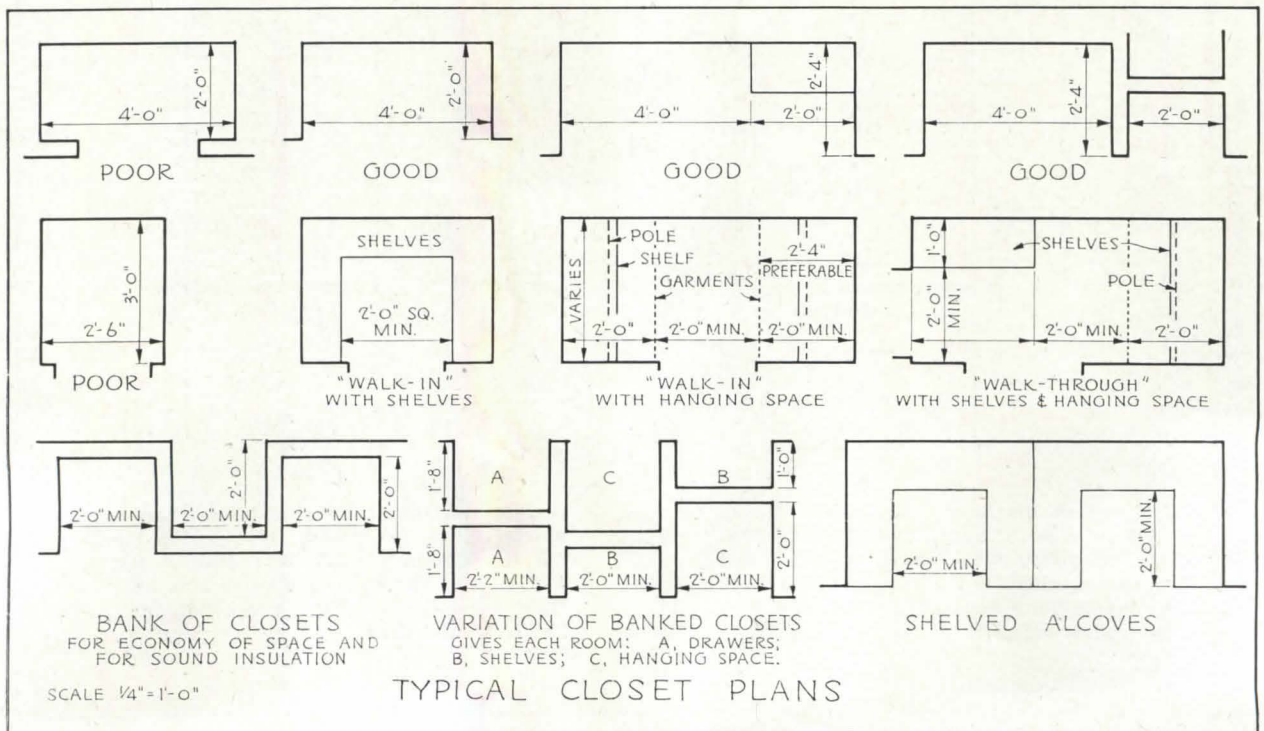 4'-0"
2'-0"
POOR
4'-0"
2'-0"
GOOD
4'-0"
2'-0"
2'-4"
GOOD
4'-0"
2'-4"
2'-0"
GOOD
2'-6"
3'-0"
POOR
SHELVES
2'-0" SQ.
MIN.
"WALK-IN"
WITH SHELVES
VARIES
POLE
SHELF
GARMENTS
2'-4"
PREFERABLE
2'-0"
2'-0" MIN.
2'-0" MIN.
"WALK-IN"
WITH HANGING SPACE
1'-0"
SHELVES
POLE
2'-0"
MIN.
2'-0" MIN.
2'-0"
"WALK-THROUGH"
WITH SHELVES & HANGING SPACE
2'-0" MIN.
2'-0"
2'-0" MIN.
2'-0" MIN.
2'-0"
BANK OF CLOSETS
FOR ECONOMY OF SPACE AND
FOR SOUND INSULATION
1'-8"
A
C
B
1'-0"
1'-8"
A
B
C
2'-0"
2'-2" MIN.
2'-0" MIN.
2'-0" MIN.
VARIATION OF BANKED CLOSETS
GIVES EACH ROOM: A, DRAWERS;
B, SHELVES; C, HANGING SPACE.
2'-0" MIN.
2'-0" MIN.
SHELVED ALCOVES
SCALE 1/4" = 1'-0"
TYPICAL CLOSET PLANS